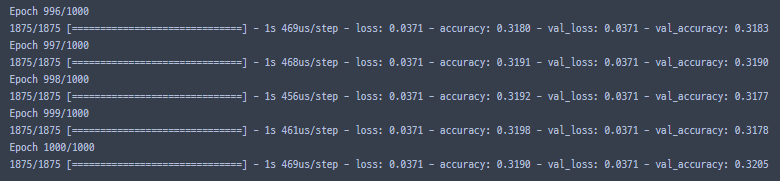 Epoch 996/1000
1875/1875 [==============================] - 1s 469us/step - loss: 0.0371 - accuracy: 0.3180 - val_loss: 0.0371 - val_accuracy: 0.3183
Epoch 997/1000
1875/1875 [==============================] - 1s 468us/step - loss: 0.0371 - accuracy: 0.3191 - val_loss: 0.0371 - val_accuracy: 0.3190
Epoch 998/1000
1875/1875 [==============================] - 1s 456us/step - loss: 0.0371 - accuracy: 0.3192 - val_loss: 0.0371 - val_accuracy: 0.3177
Epoch 999/1000
1875/1875 [==============================] - 1s 461us/step - loss: 0.0371 - accuracy: 0.3198 - val_loss: 0.0371 - val_accuracy: 0.3178
Epoch 1000/1000
1875/1875 [==============================] - 1s 469us/step - loss: 0.0371 - accuracy: 0.3190 - val_loss: 0.0371 - val_accuracy: 0.3205